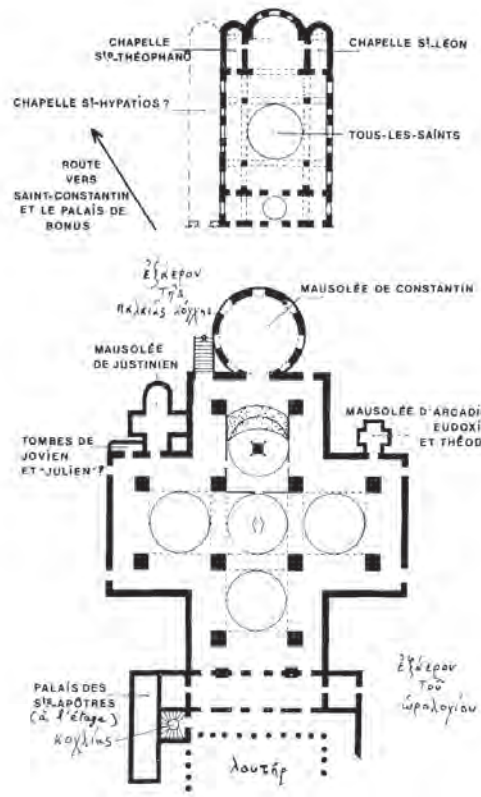 CHAPELLE
Sᵗᵉ-THÉOPHANO
CHAPELLE Sᵗ-LÉON
CHAPELLE Sᵗ-HYPATIOS ?
TOUS-LES-SAINTS
ROUTE
VERS
SAINT-CONSTANTIN
ET LE PALAIS DE
BONUS
ἐξάερον
τῆς
παλαιᾶς κόγχης
MAUSOLÉE DE CONSTANTIN
MAUSOLÉE
DE JUSTINIEN
MAUSOLÉE D'ARCADI
EUDOXI
ET THÉOD
TOMBES DE
JOVIEN
ET "JULIEN" ?
ἐξάερον
τοῦ
ὡρολογίου
PALAIS DES
Sᵗˢ-APÔTRES
(à l'étage)
κοχλίας
λουτήρ